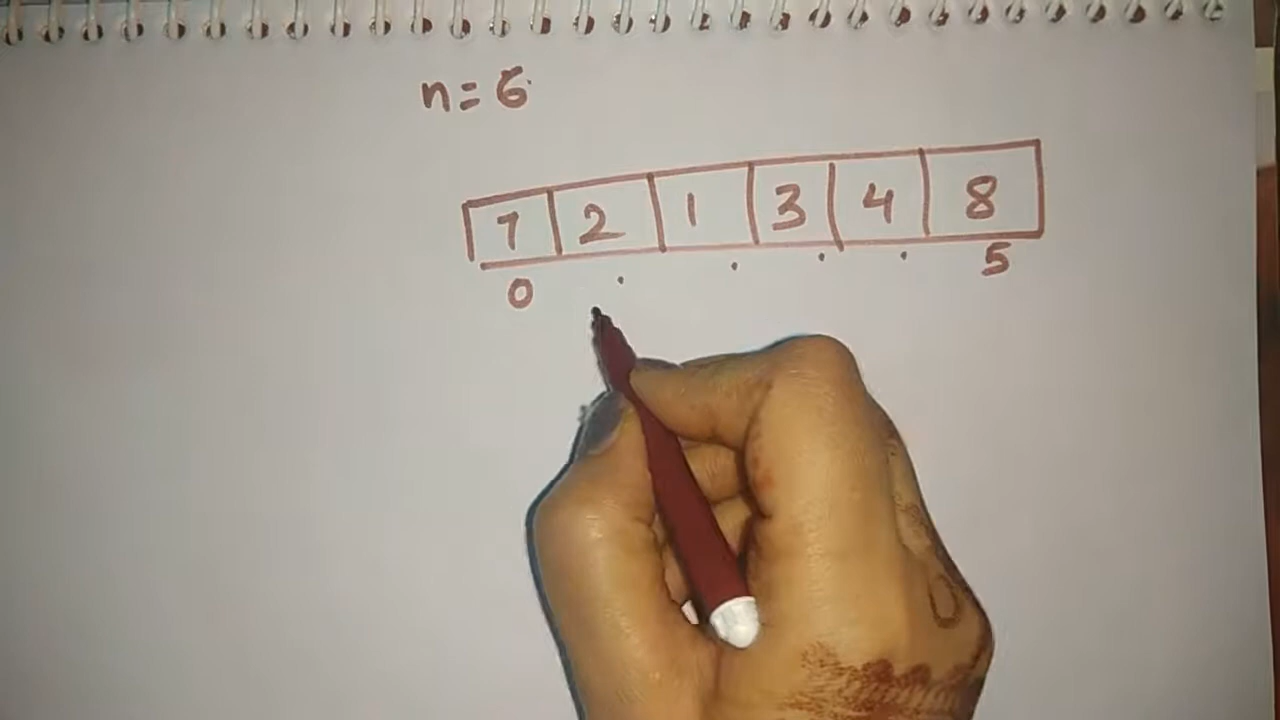 n=6
7 2 1 3 4 8
0 . . . . 5